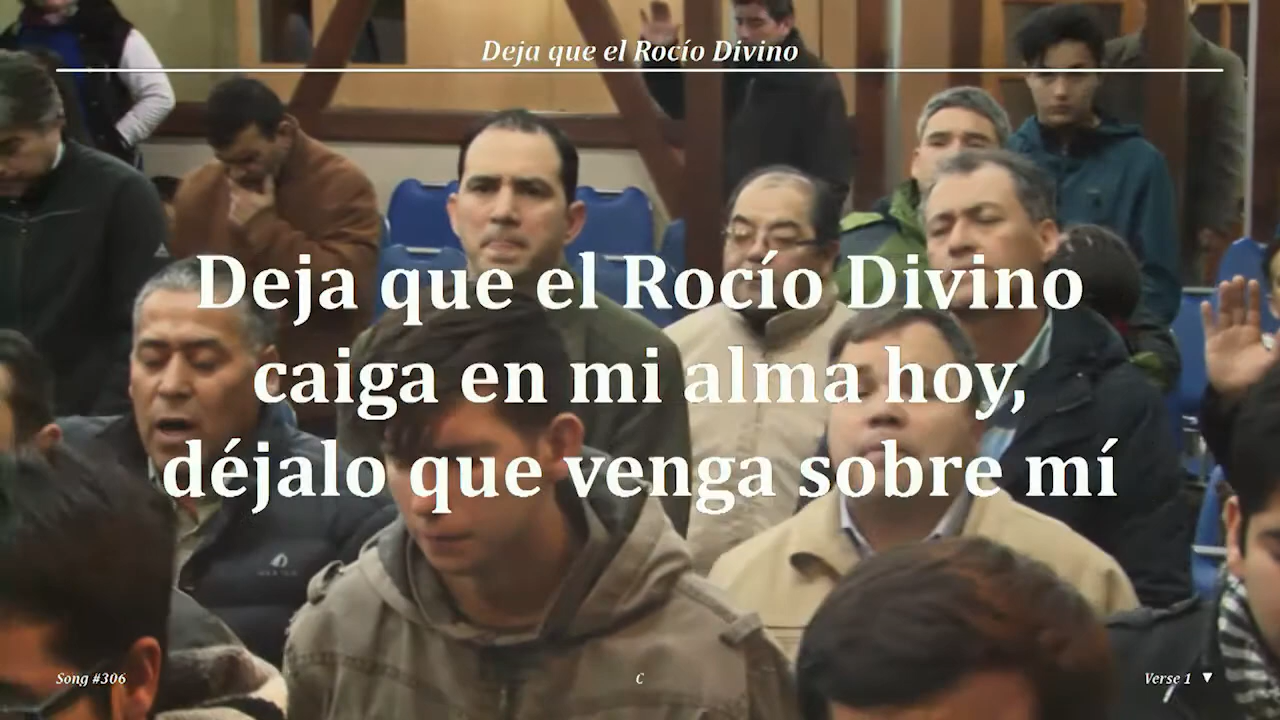 Deja que el Rocío Divino
Deja que el Rocío Divino
caiga en mi alma hoy,
déjalo que venga sobre mí
Song #306
C
Verse 1 ▼